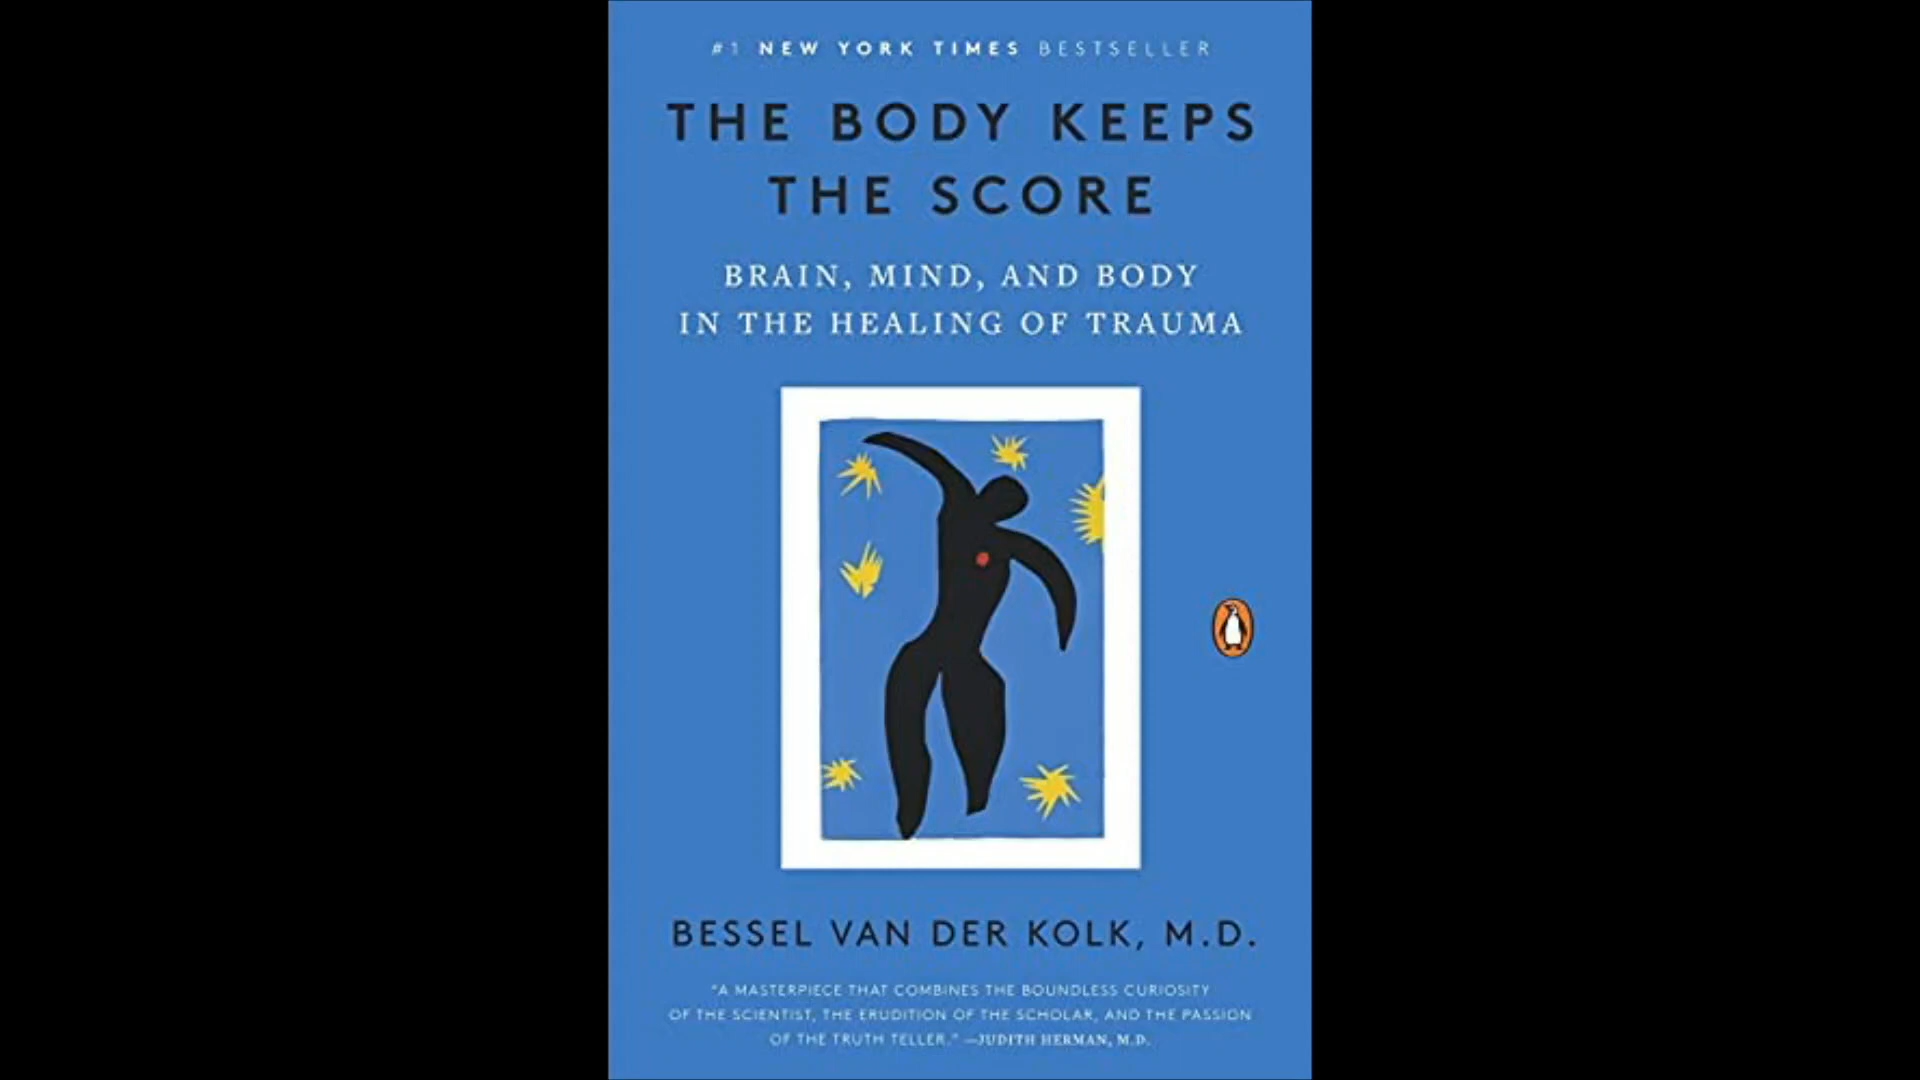 #1 NEW YORK TIMES BESTSELLER
THE BODY KEEPS
THE SCORE
BRAIN, MIND, AND BODY
IN THE HEALING OF TRAUMA
BESSEL VAN DER KOLK, M.D.
"A MASTERPIECE THAT COMBINES THE BOUNDLESS CURIOSITY
OF THE SCIENTIST, THE ERUDITION OF THE SCHOLAR, AND THE PASSION
OF THE TRUTH TELLER." —JUDITH HERMAN, M.D.